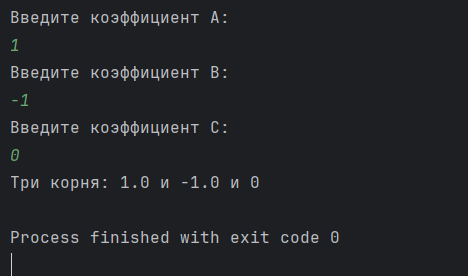 Введите коэффициент A:
1
Введите коэффициент B:
-1
Введите коэффициент C:
0
Три корня: 1.0 и -1.0 и 0
Process finished with exit code 0